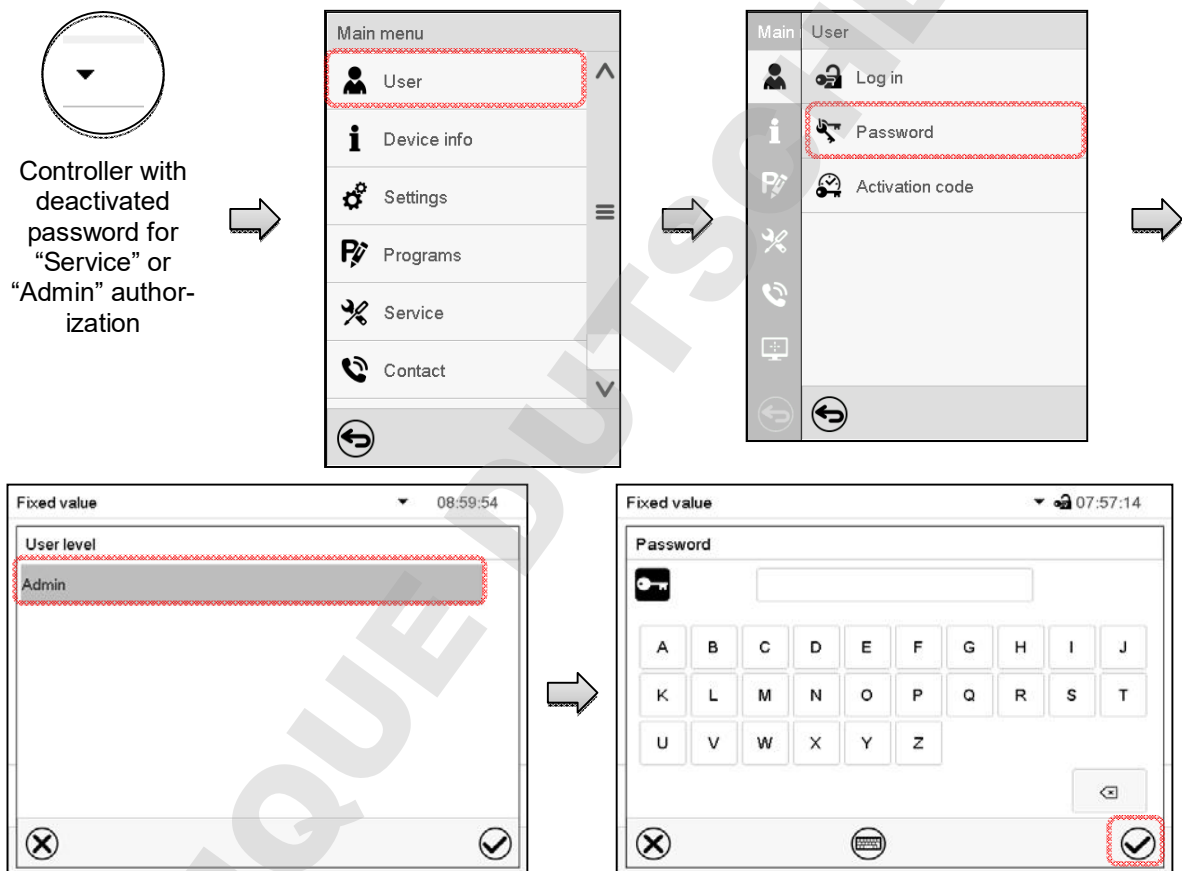 Controller with
deactivated
password for
“Service” or
“Admin” author-
ization
Main menu
User
Device info
Settings
Programs
Service
Contact
Main
User
Log in
Password
Activation code
Fixed value 08:59:54
User level
Admin
Fixed value 07:57:14
Password
A B C D E F G H I J
K L M N O P Q R S T
U V W X Y Z